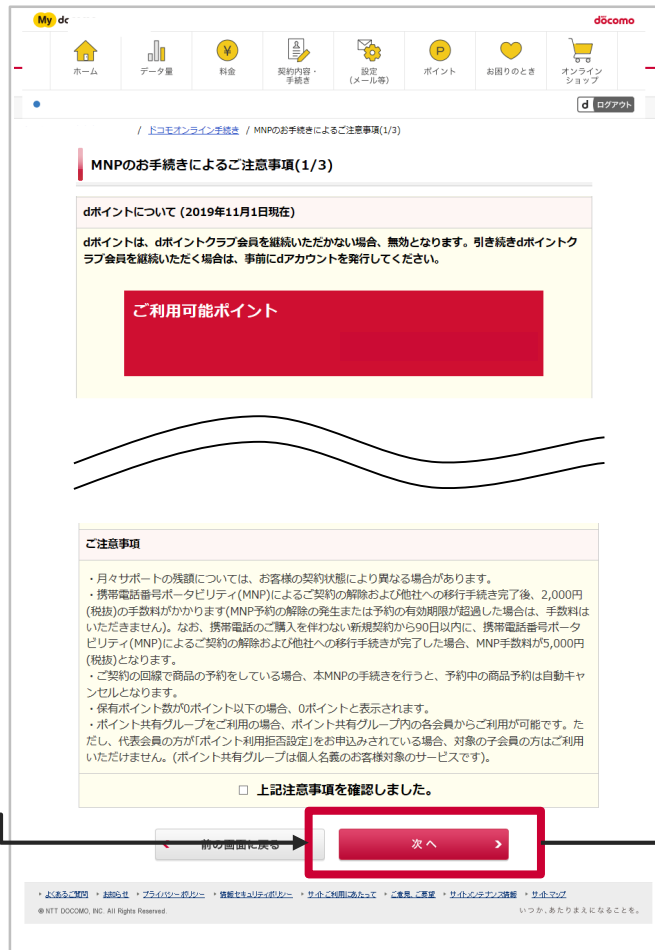 My dc
döcomo
ホーム
データ量
料金
契約内容・
手続き
設定
(メール等)
ポイント
お困りのとき
オンライン
ショップ
d ログアウト
/ ドコモオンライン手続き / MNPのお手続きによるご注意事項(1/3)
MNPのお手続きによるご注意事項(1/3)
dポイントについて (2019年11月1日現在)
dポイントは、dポイントクラブ会員を継続いただかない場合、無効となります。引き続きdポイントク
ラブ会員を継続いただく場合は、事前にdアカウントを発行してください。
ご利用可能ポイント
ご注意事項
・月々サポートの残額については、お客様の契約状態により異なる場合があります。
・携帯電話番号ポータビリティ(MNP)によるご契約の解除および他社への移行手続き完了後、2,000円
(税抜)の手数料がかかります(MNP予約の解除の発生または予約の有効期限が超過した場合は、手数料は
いただきません)。なお、携帯電話のご購入を伴わない新規契約から90日以内に、携帯電話番号ポータ
ビリティ(MNP)によるご契約の解除および他社への移行手続きが完了した場合、MNP手数料が5,000円
(税抜)となります。
・ご契約の回線で商品の予約をしている場合、本MNPの手続きを行うと、予約中の商品予約は自動キャ
ンセルとなります。
・保有ポイント数が0ポイント以下の場合、0ポイントと表示されます。
・ポイント共有グループをご利用の場合、ポイント共有グループ内の各会員からご利用が可能です。た
だし、代表会員の方が「ポイント利用拒否設定」をお申込みされている場合、対象の子会員の方はご利用
いただけません。(ポイント共有グループは個人名義のお客様対象のサービスです)。
上記注意事項を確認しました。
前の画面に戻る
次へ
よくあるご質問 お知らせ プライバシーポリシー 情報セキュリティポリシー サイトご利用にあたって ご意見、ご要望 サイトメンテナンス情報 サイトマップ
© NTT DOCOMO, INC. All Rights Reserved.
いつか、あたりまえになることを。